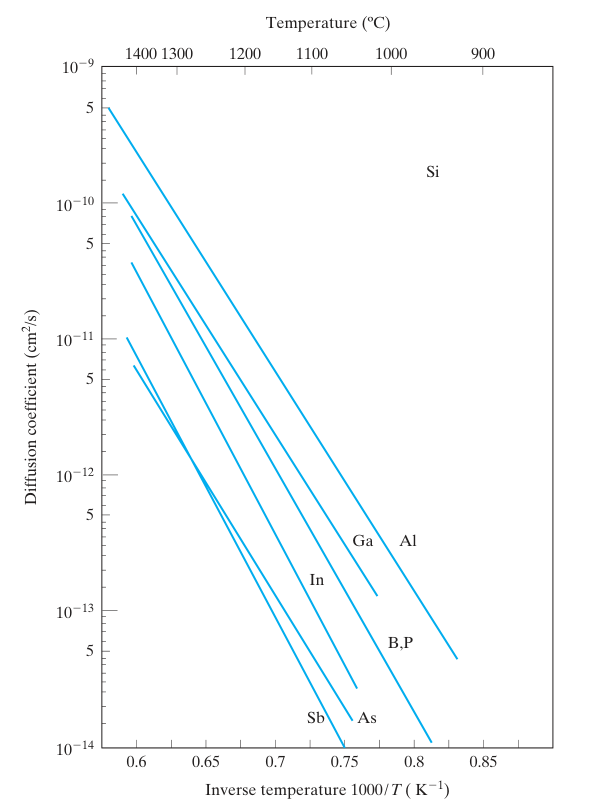 Temperature (ºC)
1400 1300 1200 1100 1000 900
10⁻⁹
5
Si
10⁻¹⁰
5
10⁻¹¹
5
10⁻¹²
5
Ga Al
In
10⁻¹³
B,P
5
Sb As
10⁻¹⁴
0.6 0.65 0.7 0.75 0.8 0.85
Inverse temperature 1000/T ( K⁻¹)
Diffusion coefficient (cm²/s)